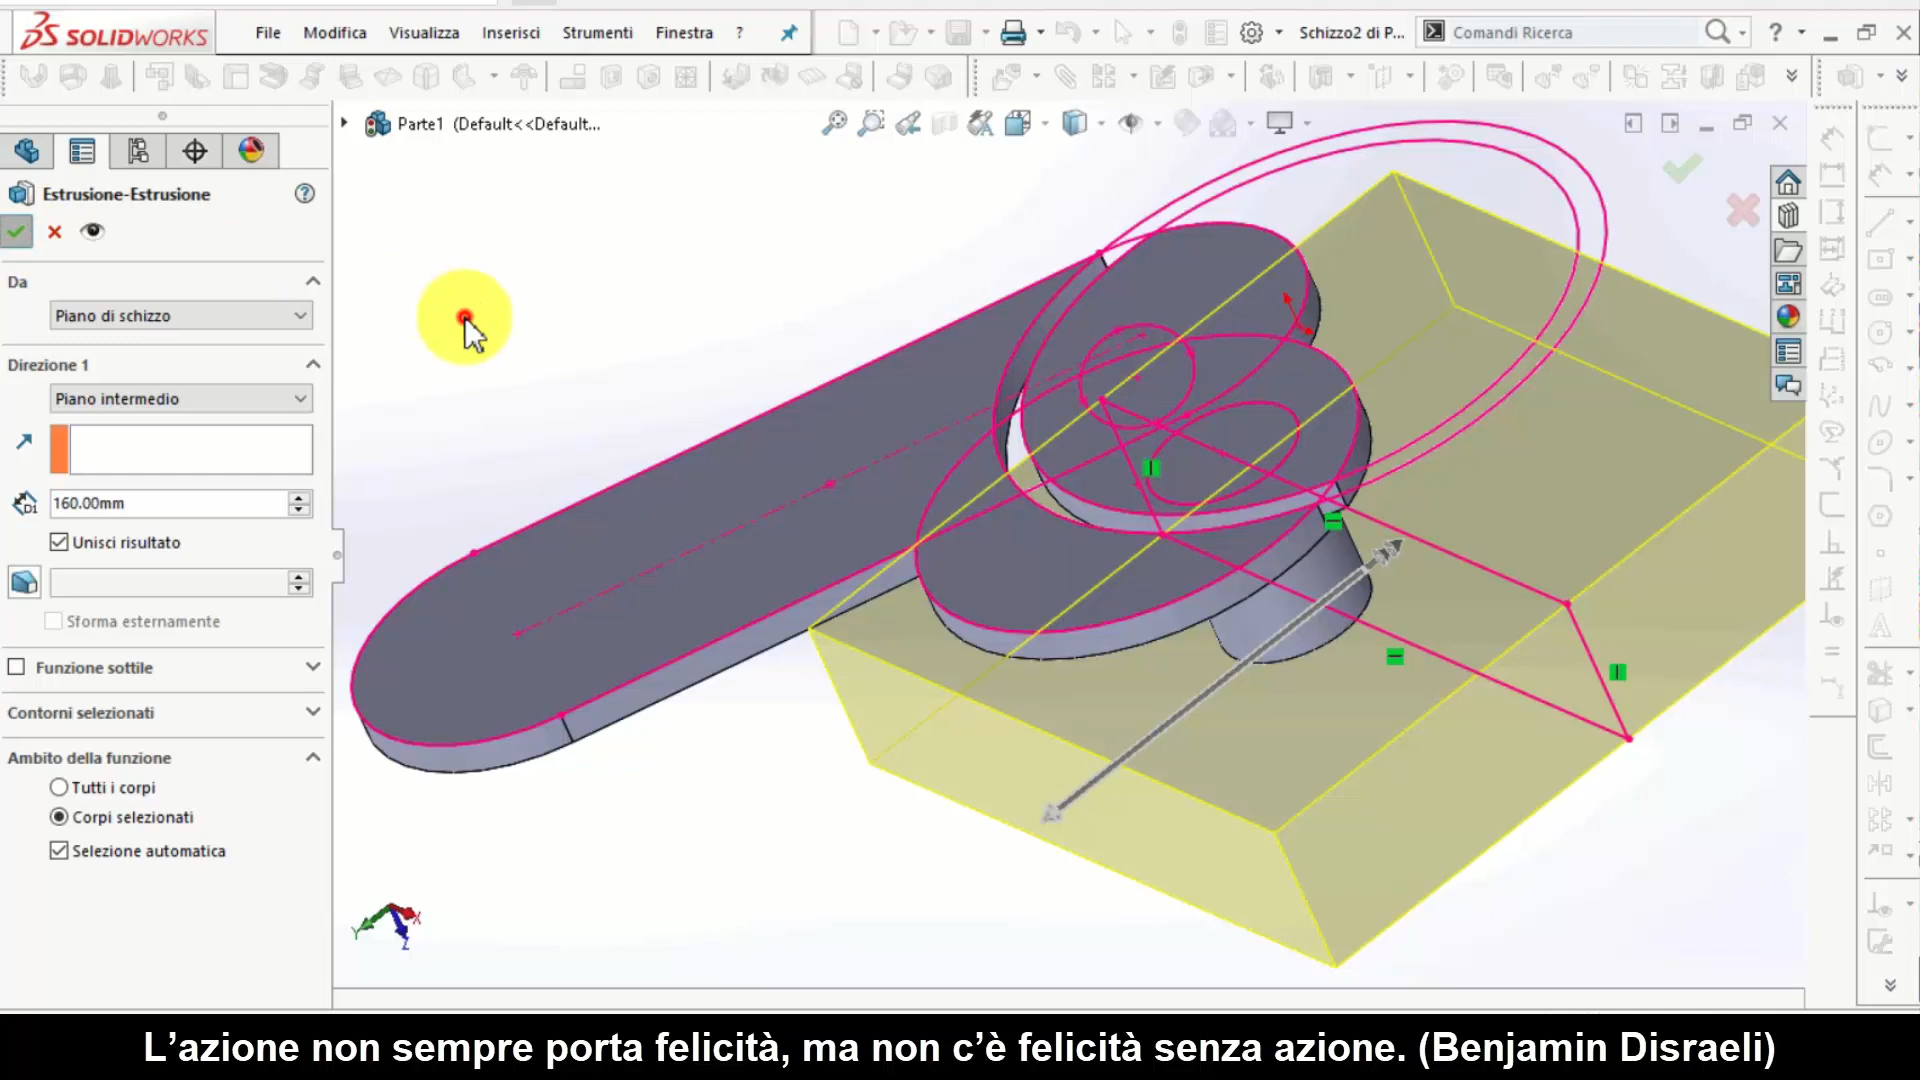 SOLIDWORKS
File Modifica Visualizza Inserisci Strumenti Finestra ?
Schizzo2 di P...
Comandi Ricerca
?
Parte1 (Default<<Default...
Estrusione-Estrusione
Da
Piano di schizzo
Direzione 1
Piano intermedio
D1
160.00mm
Unisci risultato
Sforma esternamente
Funzione sottile
Contorni selezionati
Ambito della funzione
Tutti i corpi
Corpi selezionati
Selezione automatica
Y X Z
L’azione non sempre porta felicità, ma non c’è felicità senza azione. (Benjamin Disraeli)